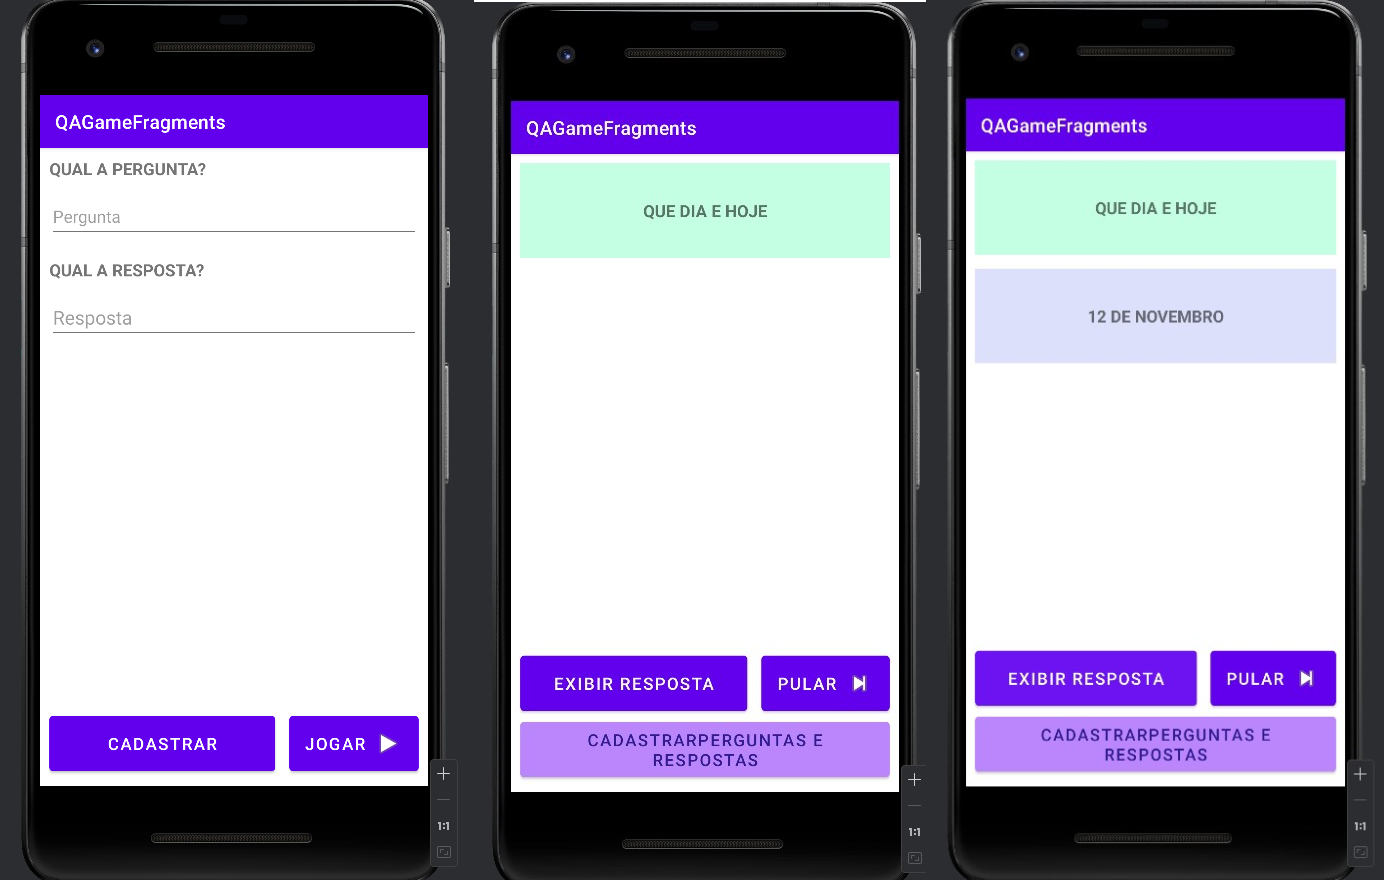 QAGameFragments
QUAL A PERGUNTA?
Pergunta
QUAL A RESPOSTA?
Resposta
CADASTRAR
JOGAR
1:1
QAGameFragments
QUE DIA E HOJE
EXIBIR RESPOSTA
PULAR
CADASTRARPERGUNTAS E
RESPOSTAS
1:1
QAGameFragments
QUE DIA E HOJE
12 DE NOVEMBRO
EXIBIR RESPOSTA
PULAR
CADASTRARPERGUNTAS E
RESPOSTAS
1:1